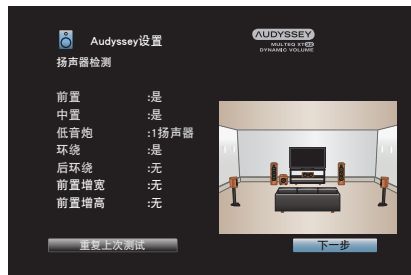 Audyssey设置
AUDYSSEY
MULTEQ XT32
DYNAMIC VOLUME
扬声器检测
前置 :是
中置 :是
低音炮 :1扬声器
环绕 :是
后环绕 :无
前置增宽 :无
前置增高 :无
重复上次测试
下一步